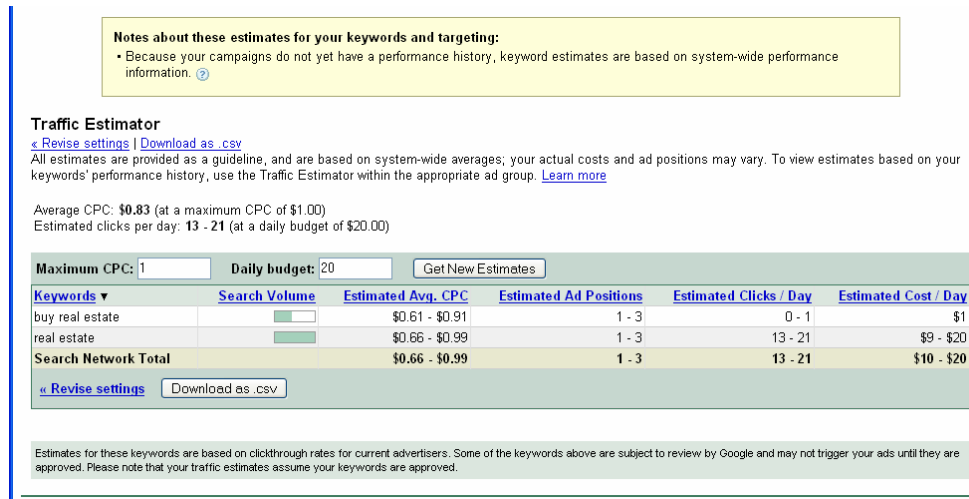 Notes about these estimates for your keywords and targeting:
• Because your campaigns do not yet have a performance history, keyword estimates are based on system-wide performance
information. ?
Traffic Estimator
« Revise settings | Download as .csv
All estimates are provided as a guideline, and are based on system-wide averages; your actual costs and ad positions may vary. To view estimates based on your
keywords' performance history, use the Traffic Estimator within the appropriate ad group. Learn more
Average CPC: $0.83 (at a maximum CPC of $1.00)
Estimated clicks per day: 13 - 21 (at a daily budget of $20.00)
Maximum CPC: 1 Daily budget: 20 Get New Estimates
Keywords ▼ Search Volume Estimated Avg. CPC Estimated Ad Positions Estimated Clicks / Day Estimated Cost / Day
buy real estate $0.61 - $0.91 1 - 3 0 - 1 $1
real estate $0.66 - $0.99 1 - 3 13 - 21 $9 - $20
Search Network Total $0.66 - $0.99 1 - 3 13 - 21 $10 - $20
« Revise settings Download as .csv
Estimates for these keywords are based on clickthrough rates for current advertisers. Some of the keywords above are subject to review by Google and may not trigger your ads until they are
approved. Please note that your traffic estimates assume your keywords are approved.